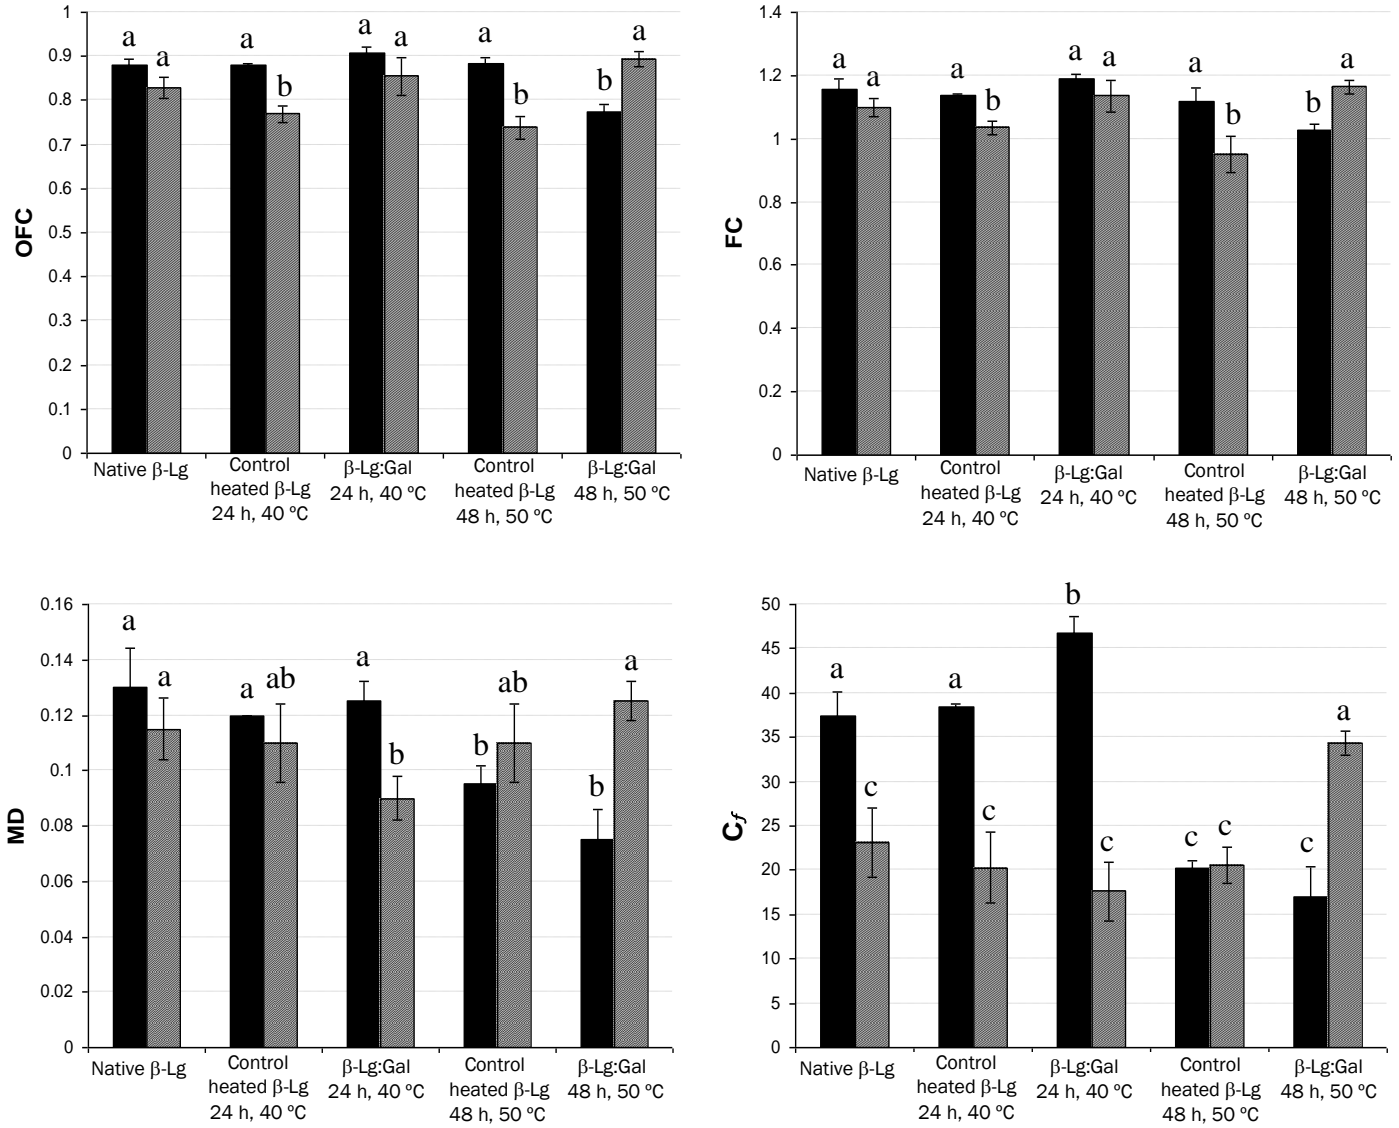 OFC
1
0.9
0.8
0.7
0.6
0.5
0.4
0.3
0.2
0.1
0
a a a b a a a b b a
Native β-Lg
Control
heated β-Lg
24 h, 40 ºC
β-Lg:Gal
24 h, 40 ºC
Control
heated β-Lg
48 h, 50 ºC
β-Lg:Gal
48 h, 50 ºC
FC
1.4
1.2
1
0.8
0.6
0.4
0.2
0
a a a b a a a b b a
Native β-Lg
Control
heated β-Lg
24 h, 40 ºC
β-Lg:Gal
24 h, 40 ºC
Control
heated β-Lg
48 h, 50 ºC
β-Lg:Gal
48 h, 50 ºC
MD
0.16
0.14
0.12
0.1
0.08
0.06
0.04
0.02
0
a a a ab a b b ab b a
Native β-Lg
Control
heated β-Lg
24 h, 40 ºC
β-Lg:Gal
24 h, 40 ºC
Control
heated β-Lg
48 h, 50 ºC
β-Lg:Gal
48 h, 50 ºC
Cf
50
45
40
35
30
25
20
15
10
5
0
a c a c b c c c c a
Native β-Lg
Control
heated β-Lg
24 h, 40 ºC
β-Lg:Gal
24 h, 40 ºC
Control
heated β-Lg
48 h, 50 ºC
β-Lg:Gal
48 h, 50 ºC